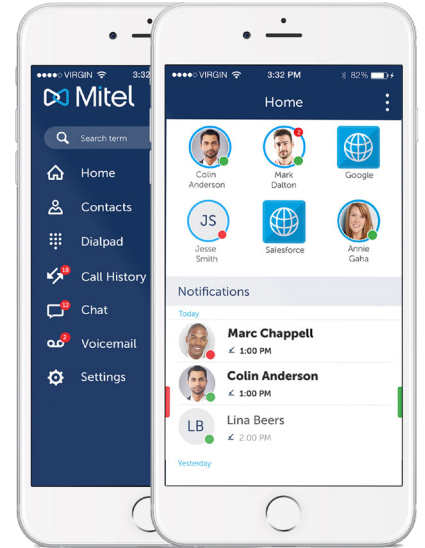 VIRGIN 3:32
Mitel
Search term
Home
18
Contacts
Dialpad
Call History
12
Chat
2
Voicemail
Settings
VIRGIN 3:32 PM 82%
Home
2
Colin
Anderson
Mark
Dalton
Google
JS
Jesse
Smith
Salesforce
Annie
Gaha
Notifications
Today
Marc Chappell
1:00 PM
Colin Anderson
1:00 PM
LB
Lina Beers
2:00 PM
Yesterday